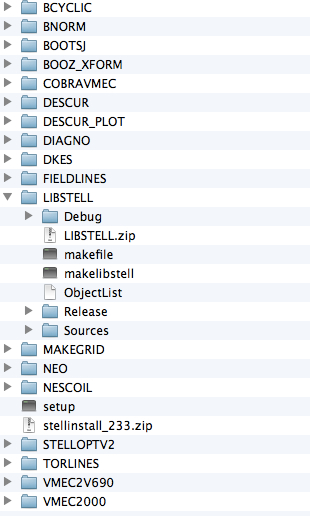 BCYCLIC
BNORM
BOOTSJ
BOOZ_XFORM
COBRAVMEC
DESCUR
DESCUR_PLOT
DIAGNO
DKES
FIELDLINES
LIBSTELL
Debug
LIBSTELL.zip
makefile
makelibstell
ObjectList
Release
Sources
MAKEGRID
NEO
NESCOIL
setup
stellinstall_233.zip
STELLOPTV2
TORLINES
VMEC2V690
VMEC2000